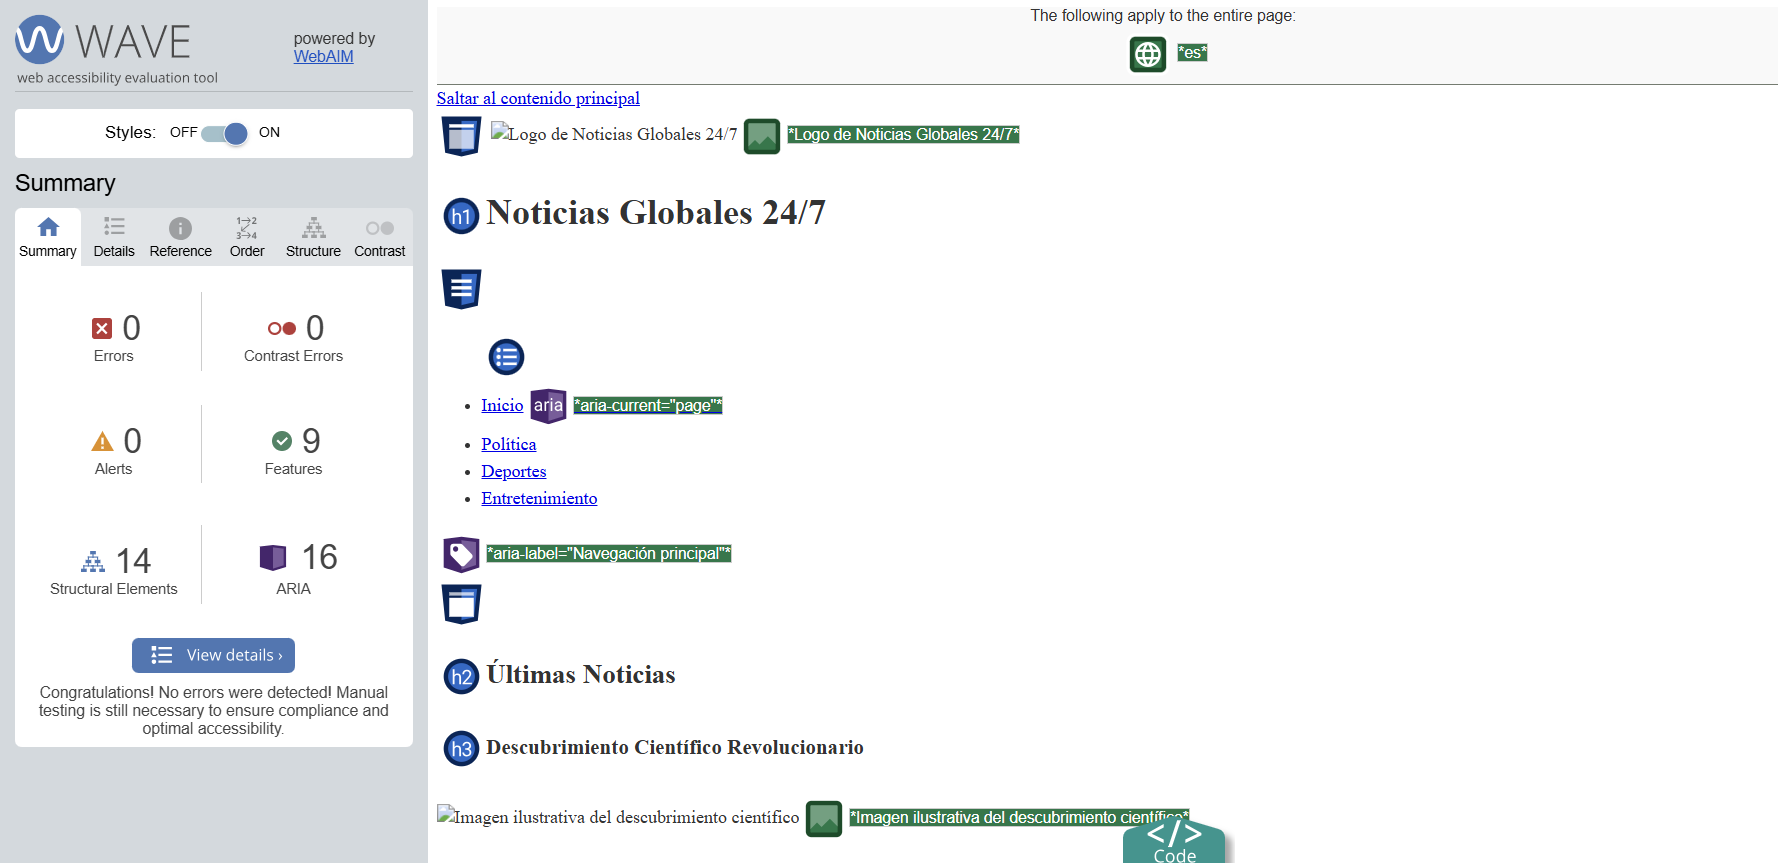 WAVE
web accessibility evaluation tool
powered by
WebAIM
Styles: OFF ON
Summary
Summary
Details
Reference
1 2
3 4
Order
Structure
Contrast
0
Errors
0
Contrast Errors
0
Alerts
9
Features
14
Structural Elements
16
ARIA
View details ›
Congratulations! No errors were detected! Manual
testing is still necessary to ensure compliance and
optimal accessibility.
The following apply to the entire page:
*es*
Saltar al contenido principal
Logo de Noticias Globales 24/7 *Logo de Noticias Globales 24/7*
h1 Noticias Globales 24/7
• Inicio aria *aria-current="page"*
• Política
• Deportes
• Entretenimiento
*aria-label="Navegación principal"*
h2 Últimas Noticias
h3 Descubrimiento Científico Revolucionario
Imagen ilustrativa del descubrimiento científico *Imagen ilustrativa del descubrimiento científico*
</>
Code